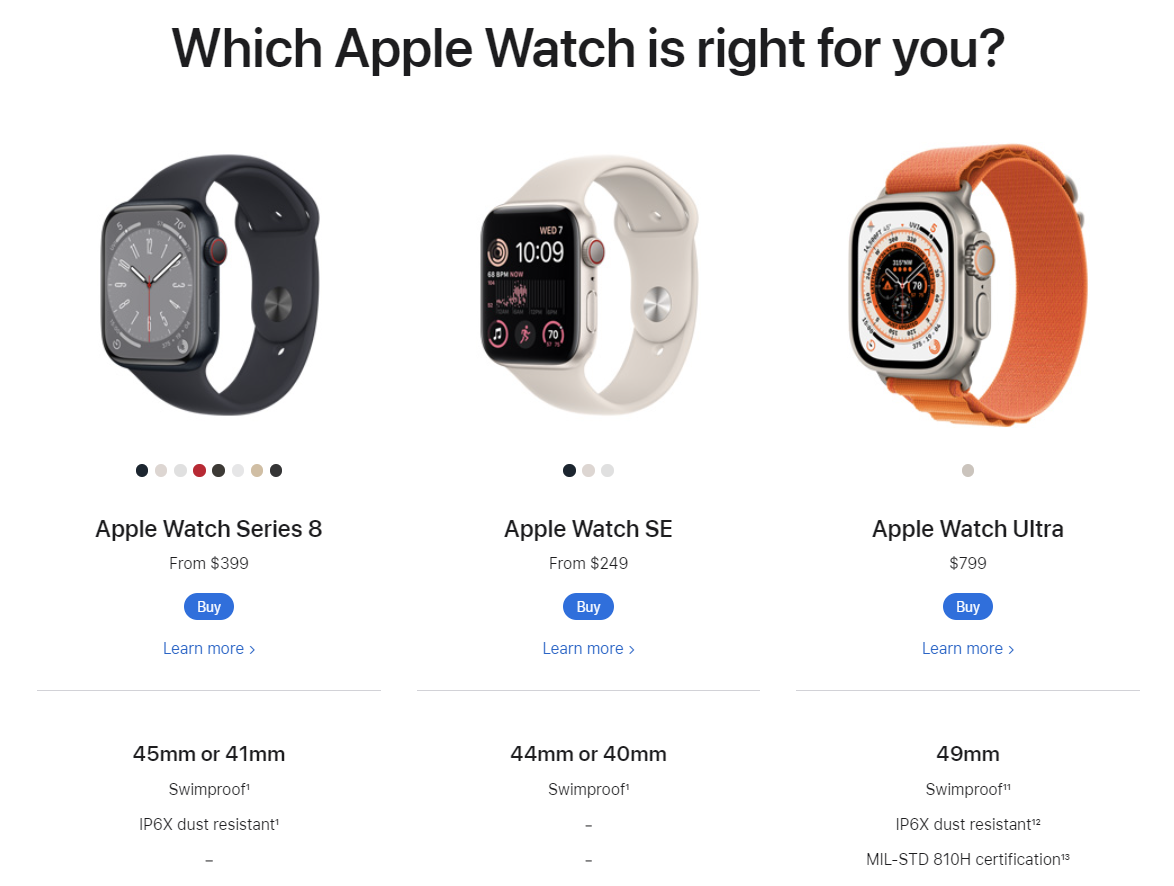 Which Apple Watch is right for you?
WED 7
10:09
68 BPM NOW
70
Apple Watch Series 8
Apple Watch SE
Apple Watch Ultra
From $399
From $249
$799
Buy
Buy
Buy
Learn more >
Learn more >
Learn more >
45mm or 41mm
44mm or 40mm
49mm
Swimproof¹
Swimproof¹
Swimproof¹¹
IP6X dust resistant¹
–
IP6X dust resistant¹²
–
–
MIL-STD 810H certification¹³